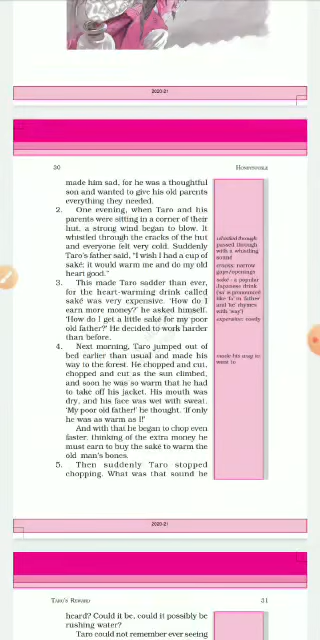 2020-21
30
HONEYSUCKLE
made him sad, for he was a thoughtful
son and wanted to give his old parents
everything they needed.
2. One evening, when Taro and his
parents were sitting in a corner of their
hut, a strong wind began to blow. It
whistled through the cracks of the hut
and everyone felt very cold. Suddenly
Taro's father said, "I wish I had a cup of
saké; it would warm me and do my old
heart good."
3. This made Taro sadder than ever,
for the heart-warming drink called
saké was very expensive. 'How do I
earn more money?' he asked himself.
'How do I get a little saké for my poor
old father?' He decided to work harder
than before.
4. Next morning, Taro jumped out of
bed earlier than usual and made his
way to the forest. He chopped and cut,
chopped and cut as the sun climbed,
and soon he was so warm that he had
to take off his jacket. His mouth was
dry, and his face was wet with sweat.
'My poor old father!' he thought. 'If only
he was as warm as I!'
And with that he began to chop even
faster, thinking of the extra money he
must earn to buy the saké to warm the
old man's bones.
5. Then suddenly Taro stopped
chopping. What was that sound he
whistled through
passed through
with a whistling
sound
cracks: narrow
gaps/openings
saké : a popular
Japanese drink
('sa' is pronounced
like 'fa' in 'father'
and 'ke' rhymes
with 'way')
expensive: costly
made his way to
went to
2020-21
TARO'S REWARD
31
heard? Could it be, could it possibly be
rushing water?
Taro could not remember ever seeing